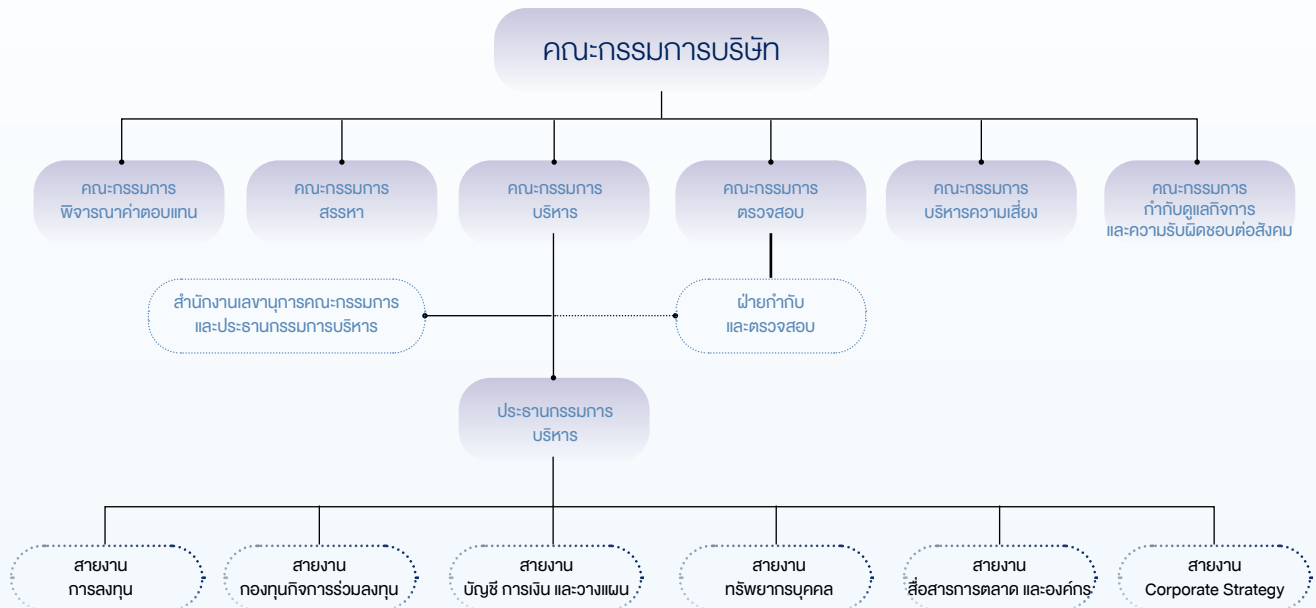 คณะกรรมการบริษัท
คณะกรรมการ
พิจารณาค่าตอบแทน
คณะกรรมการ
สรรหา
คณะกรรมการ
บริหาร
คณะกรรมการ
ตรวจสอบ
คณะกรรมการ
บริหารความเสี่ยง
คณะกรรมการ
กำกับดูแลกิจการ
และความรับผิดชอบต่อสังคม
สำนักงานเลขานุการคณะกรรมการ
และประธานกรรมการบริหาร
ฝ่ายกำกับ
และตรวจสอบ
ประธานกรรมการ
บริหาร
สายงาน
การลงทุน
สายงาน
กองทุนกิจการร่วมลงทุน
สายงาน
บัญชี การเงิน และวางแผน
สายงาน
ทรัพยากรบุคคล
สายงาน
สื่อสารการตลาด และองค์กร
สายงาน
Corporate Strategy